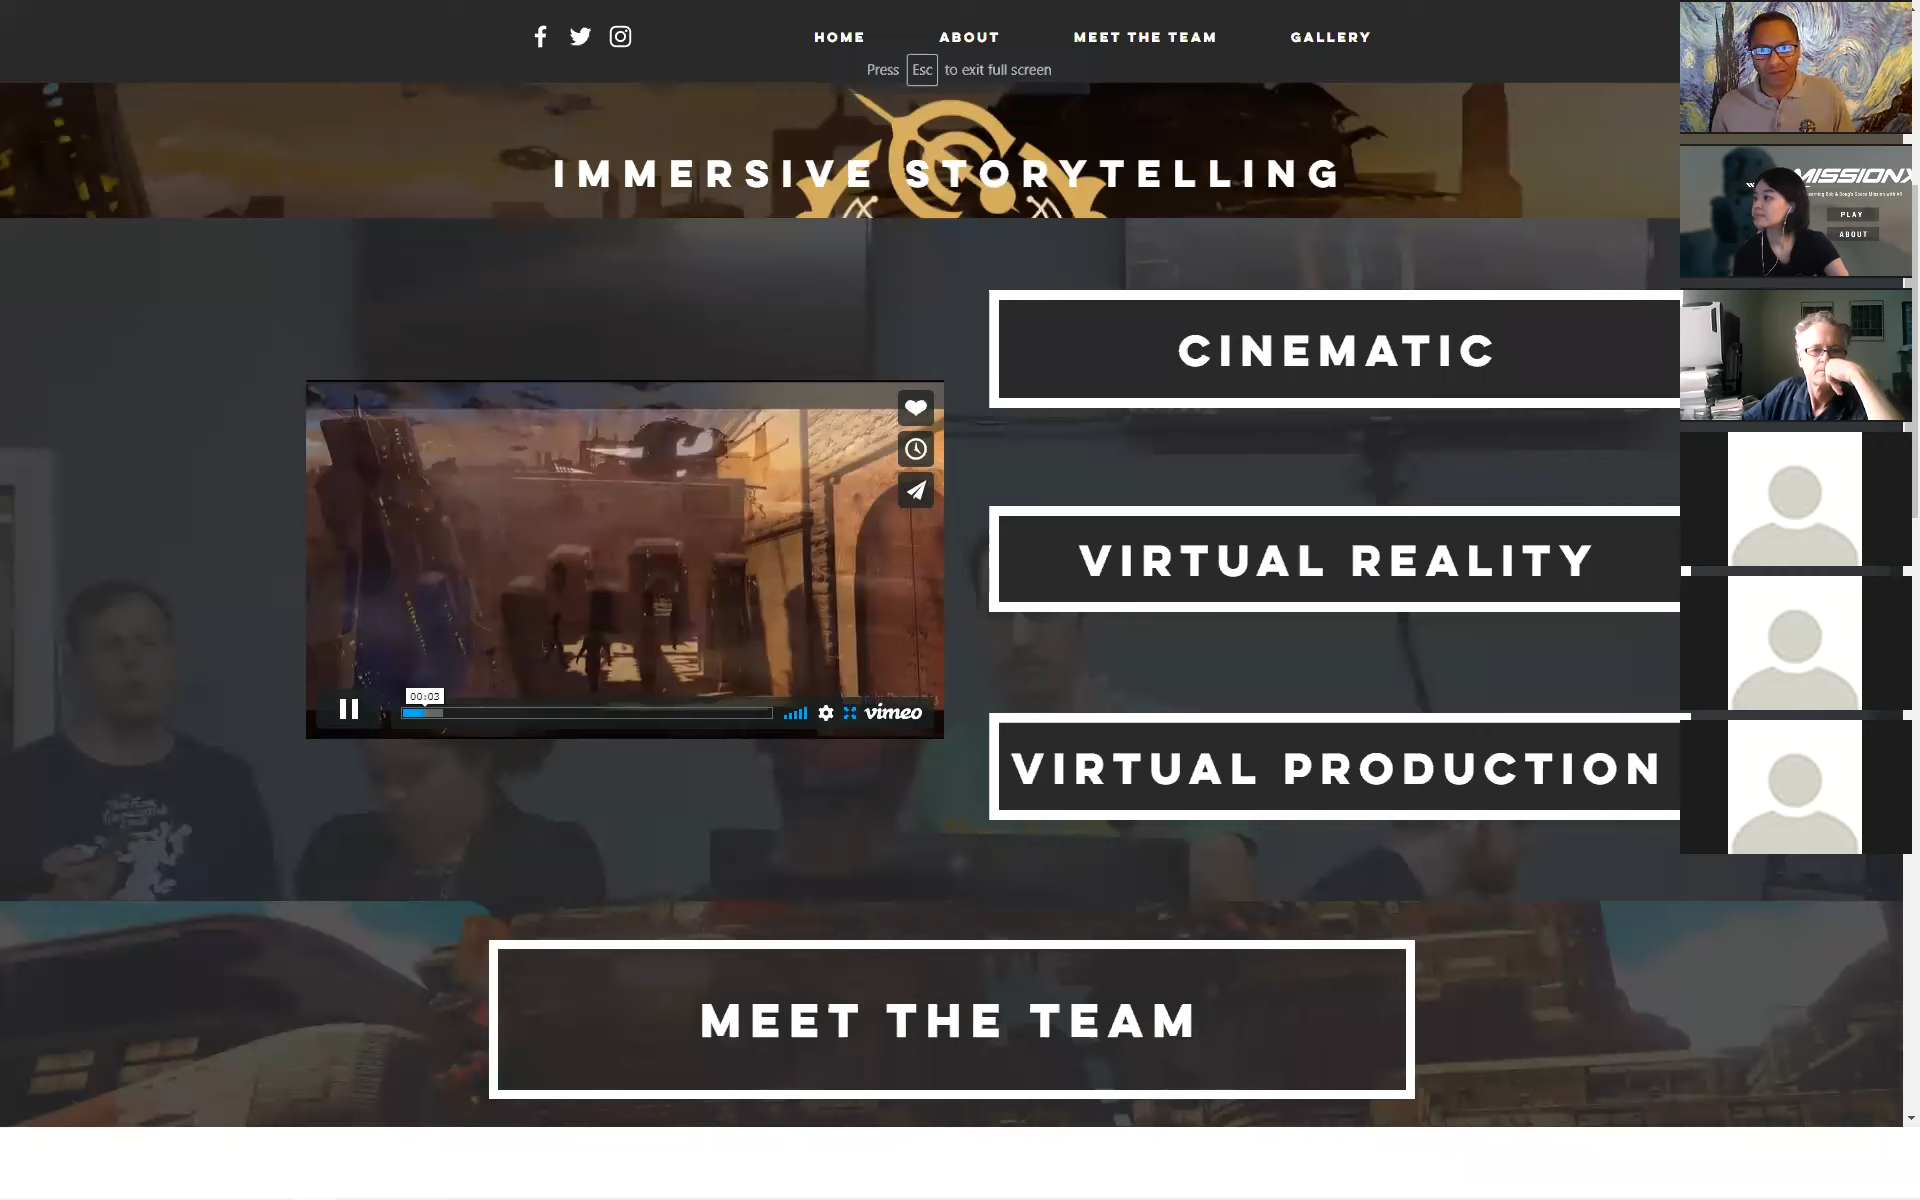 HOME ABOUT MEET THE TEAM GALLERY
Press Esc to exit full screen
IMMERSIVE STORYTELLING
MISSIONX
PLAY
ABOUT
CINEMATIC
VIRTUAL REALITY
00:03
vimeo
VIRTUAL PRODUCTION
MEET THE TEAM